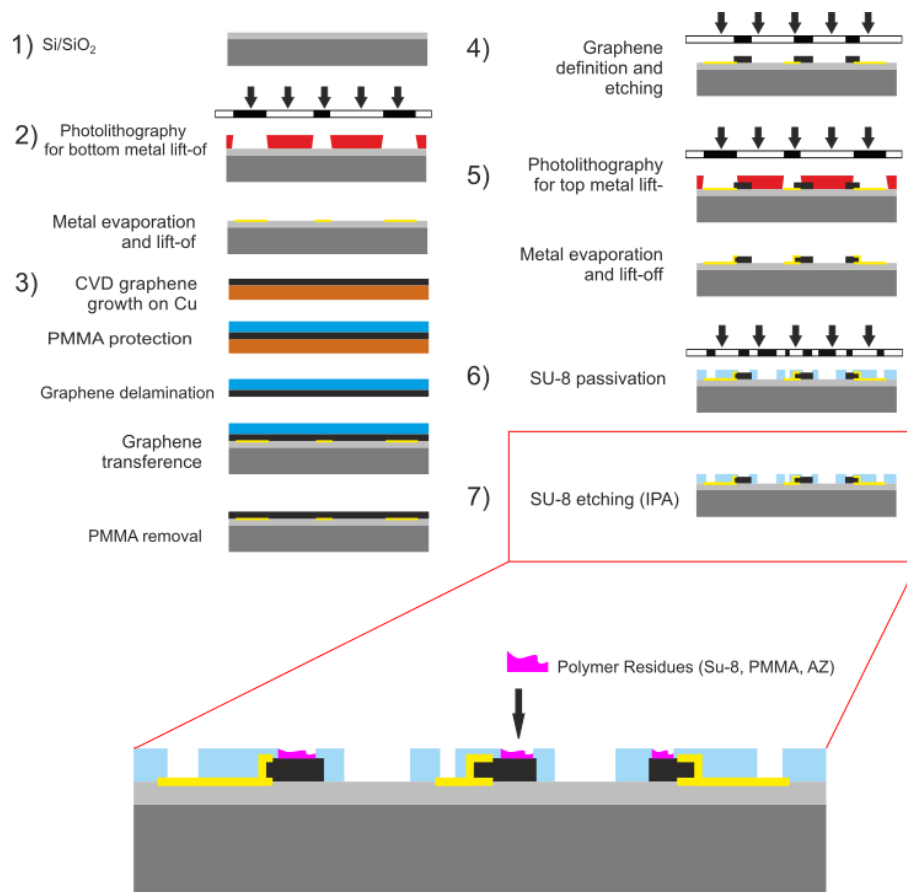 1)
Si/SiO2
2)
Photolithography
for bottom metal lift-of
Metal evaporation
and lift-of
3)
CVD graphene
growth on Cu
PMMA protection
Graphene delamination
Graphene
transference
PMMA removal
4)
Graphene
definition and
etching
5)
Photolithography
for top metal lift-
Metal evaporation
and lift-off
6)
SU-8 passivation
7)
SU-8 etching (IPA)
Polymer Residues (Su-8, PMMA, AZ)